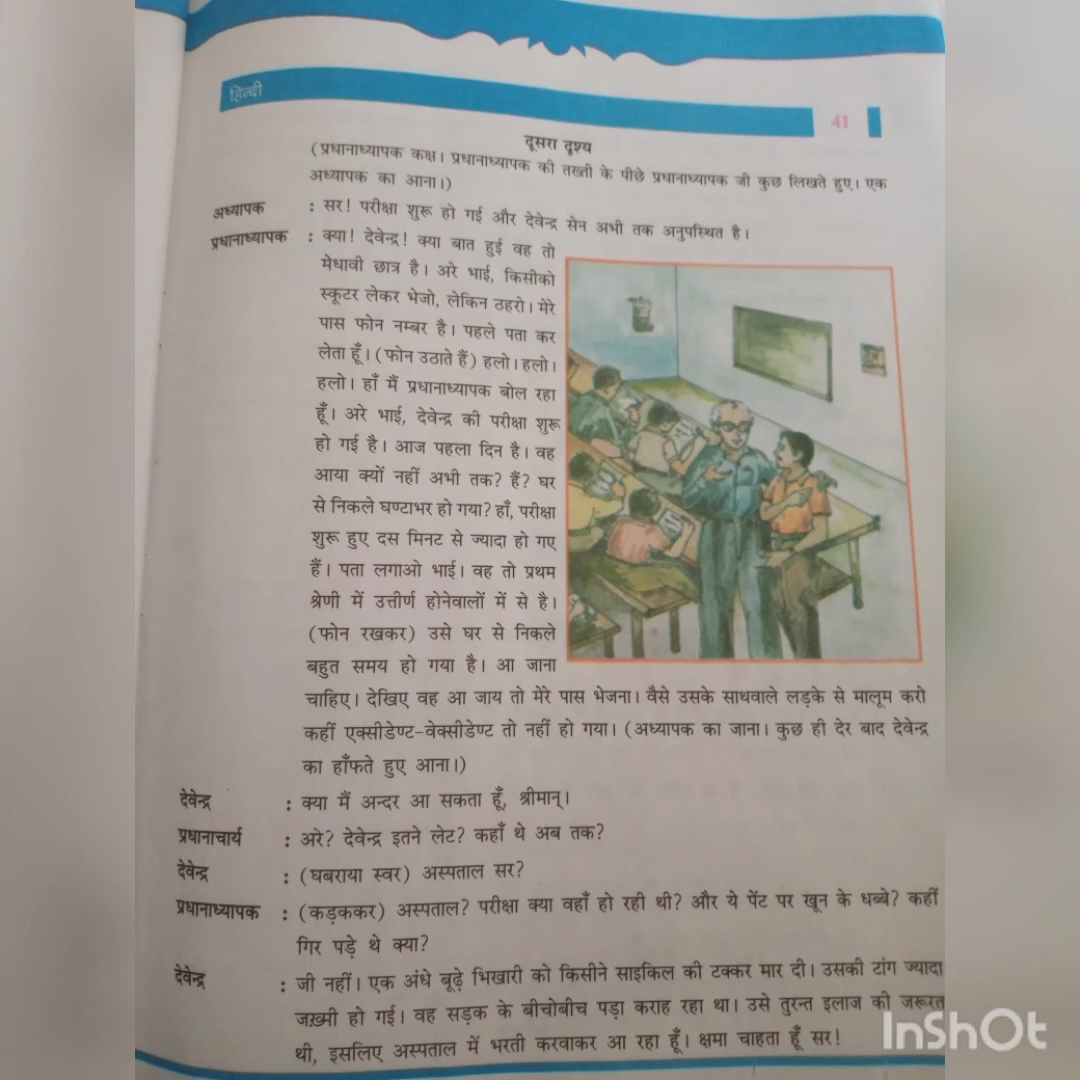 हिन्दी
41
दूसरा दृश्य
(प्रधानाध्यापक कक्ष। प्रधानाध्यापक की तख्ती के पीछे प्रधानाध्यापक जी कुछ लिखते हुए। एक
अध्यापक का आना।)
अध्यापक : सर! परीक्षा शुरू हो गई और देवेन्द्र सेन अभी तक अनुपस्थित है।
प्रधानाध्यापक : क्या! देवेन्द्र! क्या बात हुई वह तो
मेधावी छात्र है। अरे भाई, किसीको
स्कूटर लेकर भेजो, लेकिन ठहरो। मेरे
पास फोन नम्बर है। पहले पता कर
लेता हूँ। (फोन उठाते हैं) हलो। हलो।
हलो। हाँ मैं प्रधानाध्यापक बोल रहा
हूँ। अरे भाई, देवेन्द्र की परीक्षा शुरू
हो गई है। आज पहला दिन है। वह
आया क्यों नहीं अभी तक? हैं? घर
से निकले घण्टाभर हो गया? हाँ, परीक्षा
शुरू हुए दस मिनट से ज्यादा हो गए
हैं। पता लगाओ भाई। वह तो प्रथम
श्रेणी में उत्तीर्ण होनेवालों में से है।
(फोन रखकर) उसे घर से निकले
बहुत समय हो गया है। आ जाना
चाहिए। देखिए वह आ जाय तो मेरे पास भेजना। वैसे उसके साथवाले लड़के से मालूम करो
कहीं एक्सीडेण्ट-वेक्सीडेण्ट तो नहीं हो गया। (अध्यापक का जाना। कुछ ही देर बाद देवेन्द्र
का हाँफते हुए आना।)
देवेन्द्र : क्या मैं अन्दर आ सकता हूँ, श्रीमान्।
प्रधानाचार्य : अरे? देवेन्द्र इतने लेट? कहाँ थे अब तक?
देवेन्द्र : (घबराया स्वर) अस्पताल सर?
प्रधानाध्यापक : (कड़ककर) अस्पताल? परीक्षा क्या वहाँ हो रही थी? और ये पेंट पर खून के धब्बे? कहीं
गिर पड़े थे क्या?
देवेन्द्र : जी नहीं। एक अंधे बूढ़े भिखारी को किसीने साइकिल की टक्कर मार दी। उसकी टांग ज्यादा
जख़्मी हो गई। वह सड़क के बीचोबीच पड़ा कराह रहा था। उसे तुरन्त इलाज की जरूरत
थी, इसलिए अस्पताल में भरती करवाकर आ रहा हूँ। क्षमा चाहता हूँ सर!
InShOt